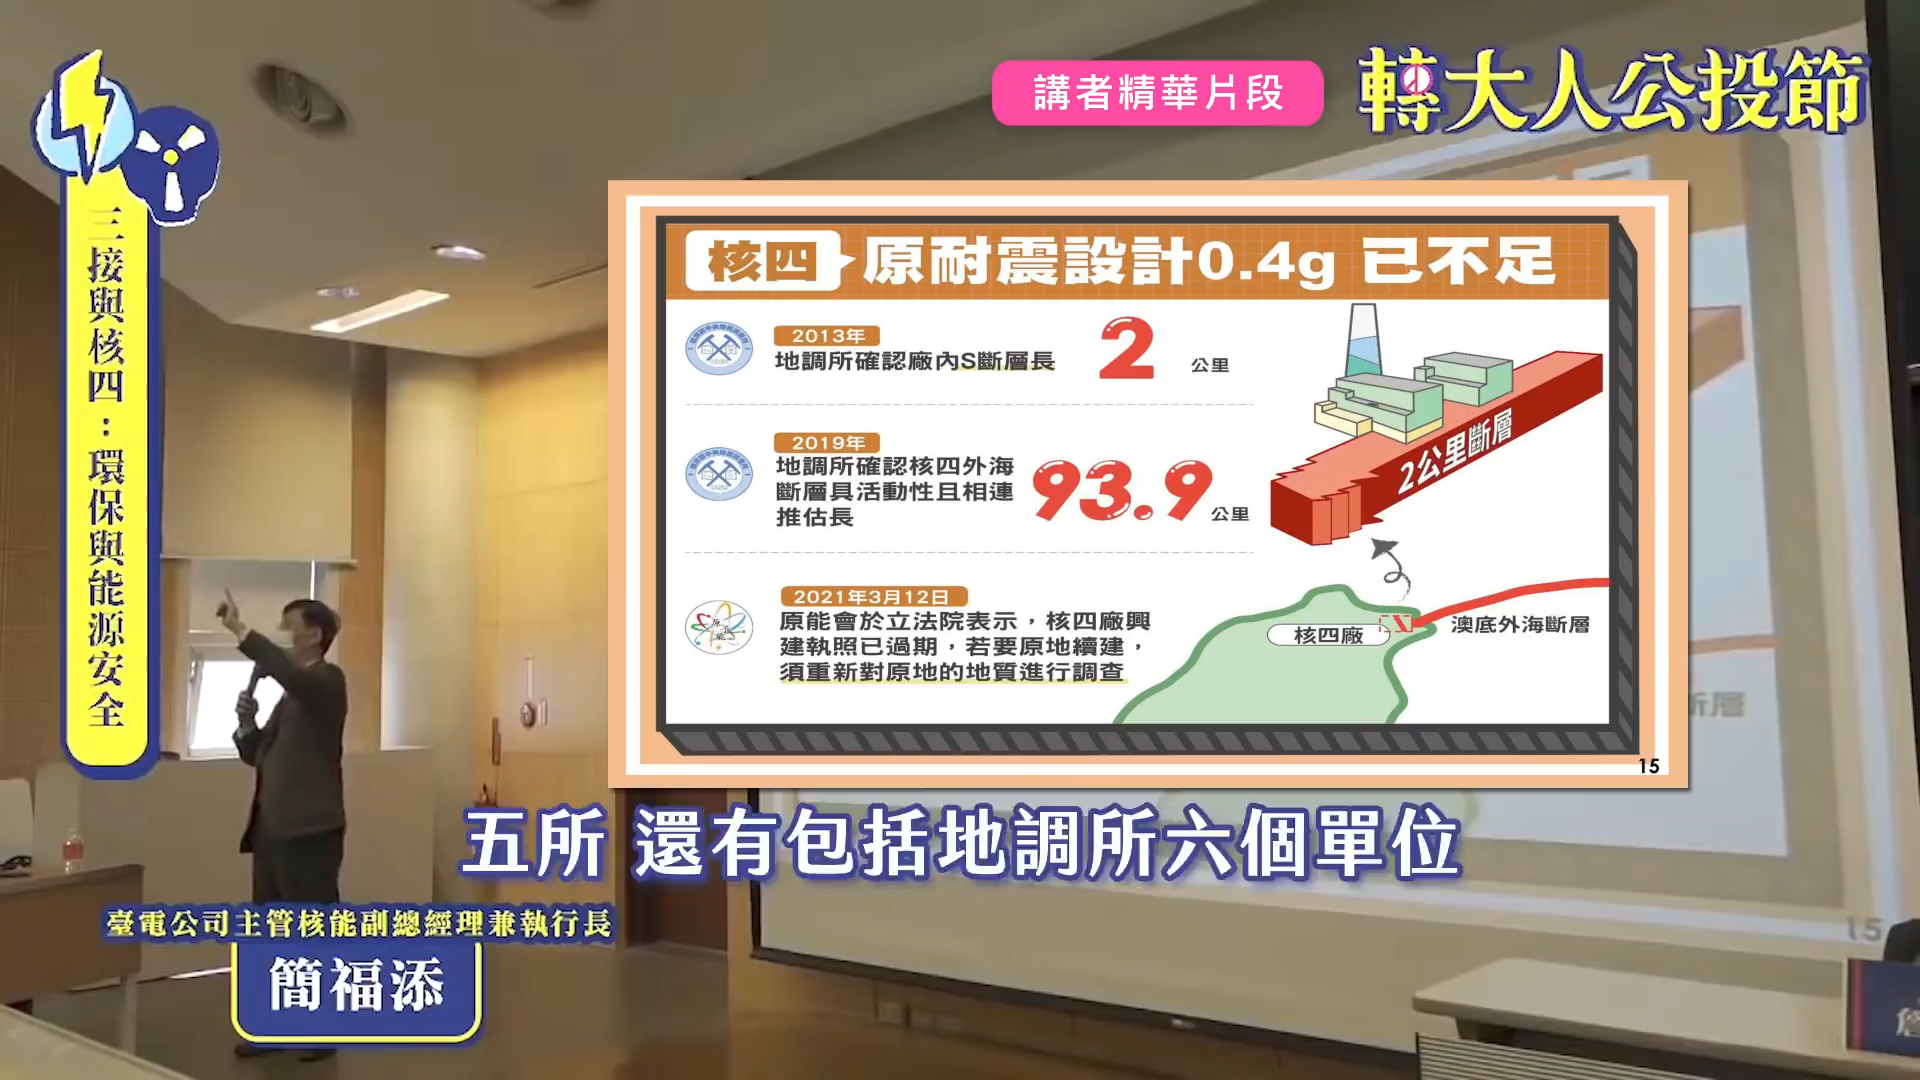 講者精華片段
轉大人公投節
三接與核四：環保與能源安全
核四 原耐震設計0.4g 已不足
2013年
地調所確認廠內S斷層長 2 公里
2019年
地調所確認核四外海
斷層具活動性且相連
推估長
93.9 公里
2021年3月12日
原能會於立法院表示，核四廠興
建執照已過期，若要原地續建，
須重新對原地的地質進行調查
2公里斷層
核四廠
澳底外海斷層
15
斷層
15
五所 還有包括地調所六個單位
臺電公司主管核能副總經理兼執行長
簡福添